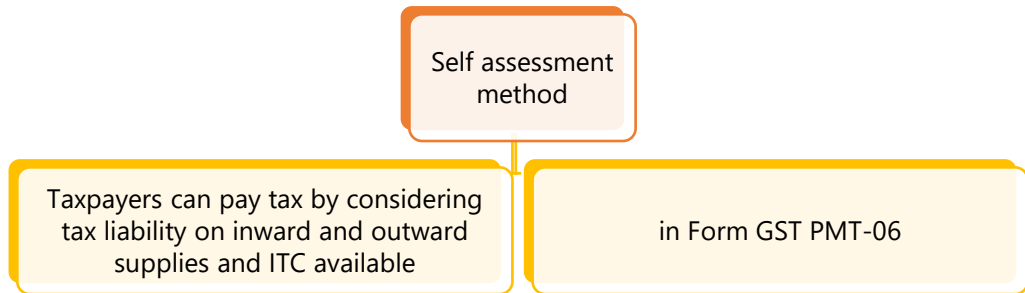 Self assessment
method
Taxpayers can pay tax by considering
tax liability on inward and outward
supplies and ITC available
in Form GST PMT-06